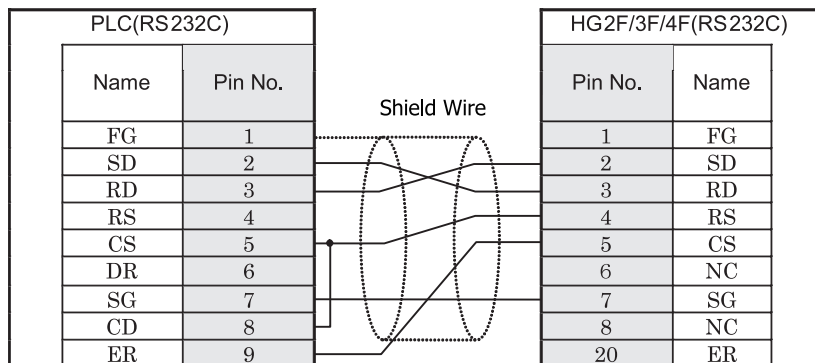 PLC(RS232C) HG2F/3F/4F(RS232C)
Name Pin No. Pin No. Name
Shield Wire
FG 1 1 FG
SD 2 2 SD
RD 3 3 RD
RS 4 4 RS
CS 5 5 CS
DR 6 6 NC
SG 7 7 SG
CD 8 8 NC
ER 9 20 ER